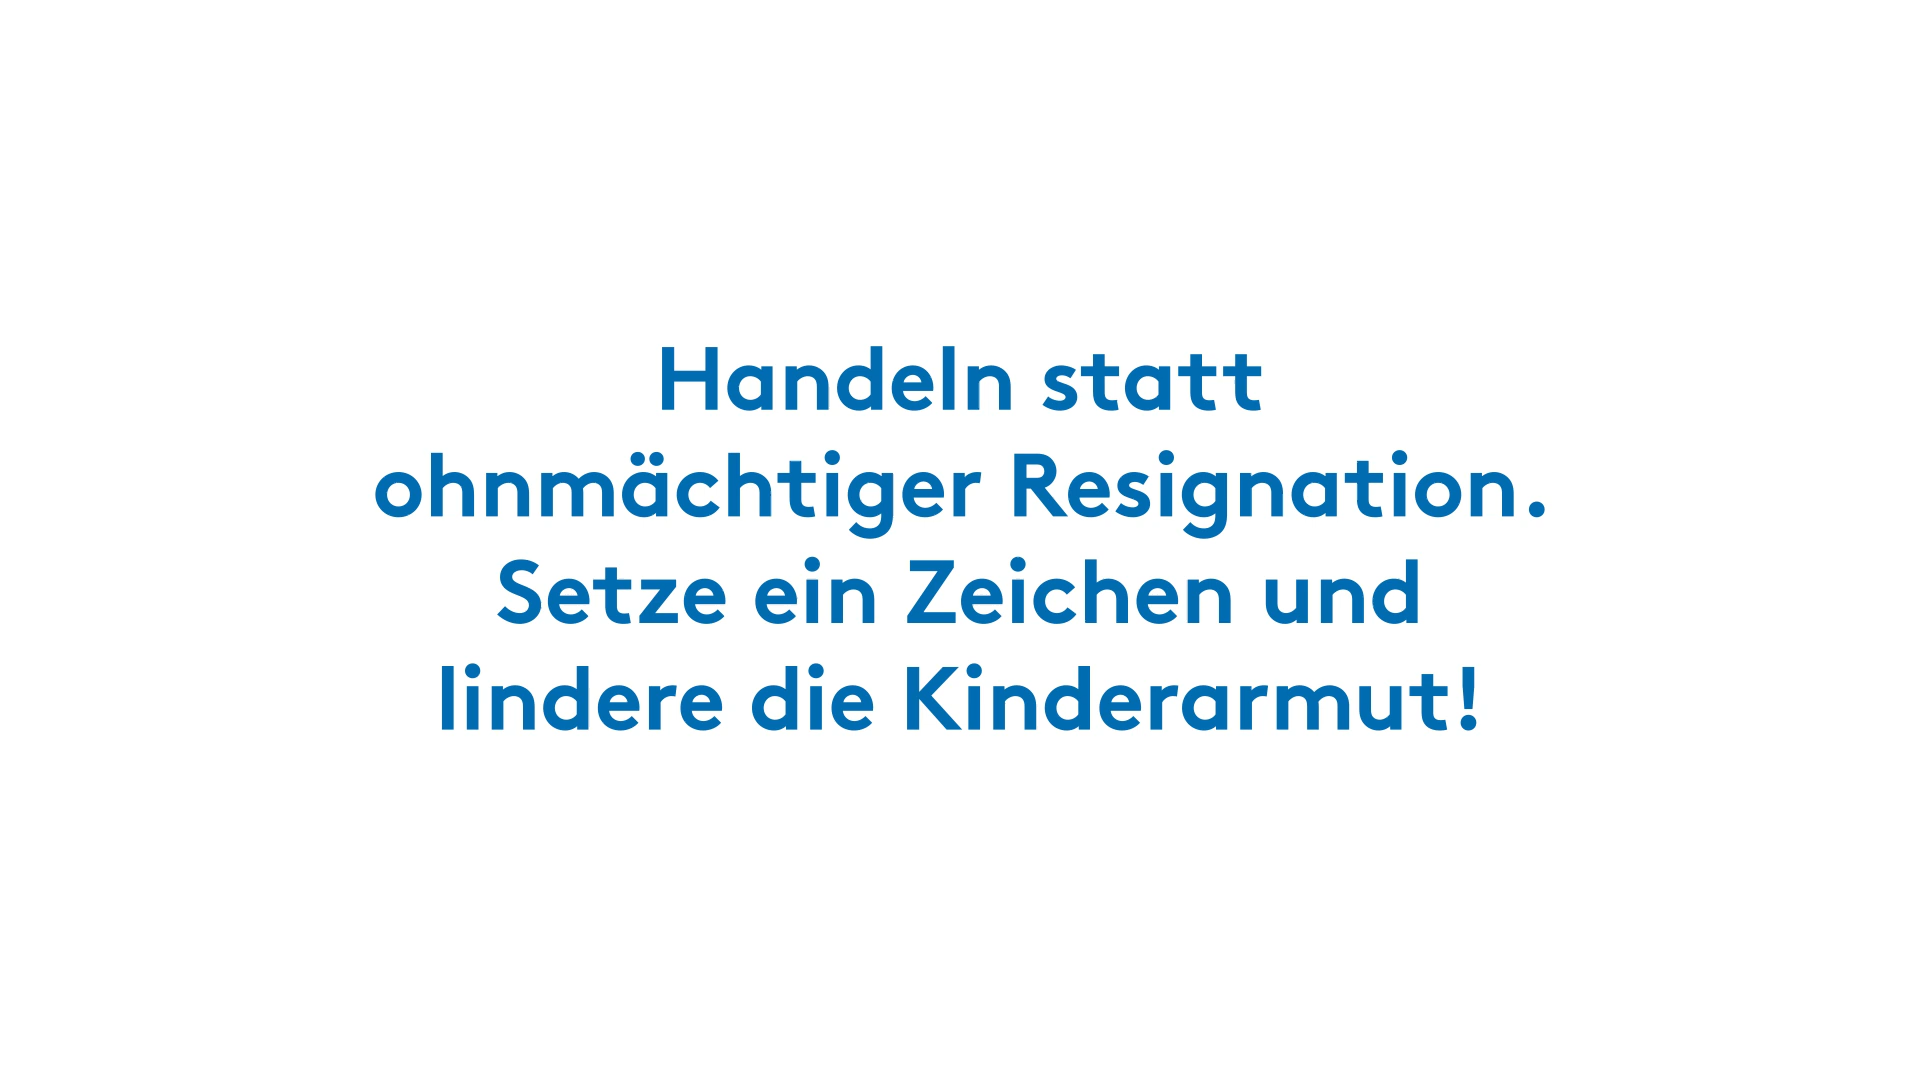 Handeln statt
ohnmächtiger Resignation.
Setze ein Zeichen und
lindere die Kinderarmut!